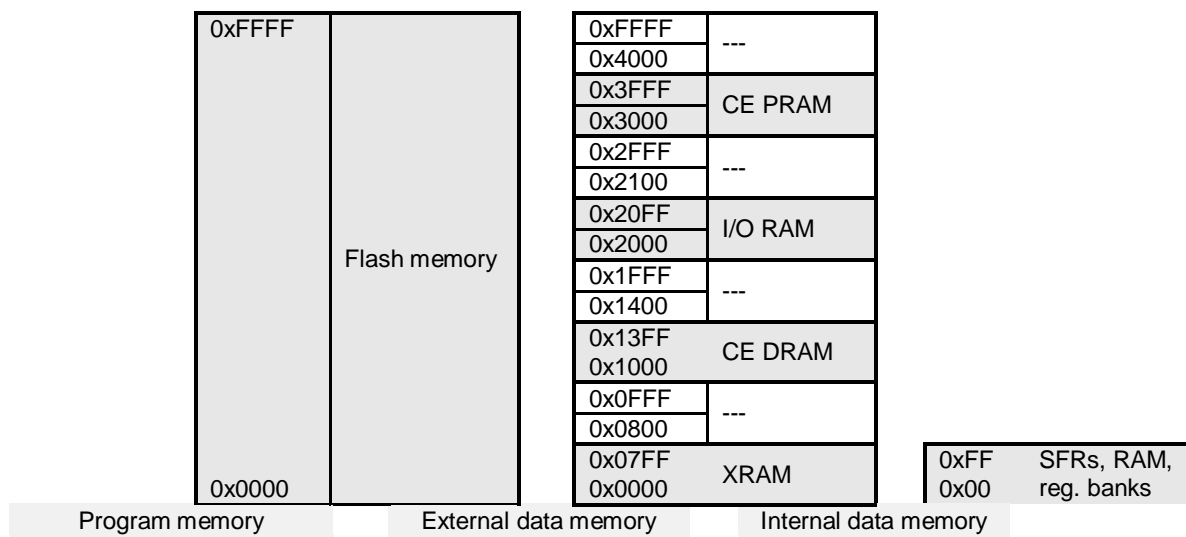 0xFFFF
Flash memory
0x0000
0xFFFF
---
0x4000
0x3FFF
CE PRAM
0x3000
0x2FFF
---
0x2100
0x20FF
I/O RAM
0x2000
0x1FFF
---
0x1400
0x13FF
CE DRAM
0x1000
0x0FFF
---
0x0800
0x07FF
XRAM
0x0000
0xFF SFRs, RAM,
0x00 reg. banks
Program memory External data memory Internal data memory